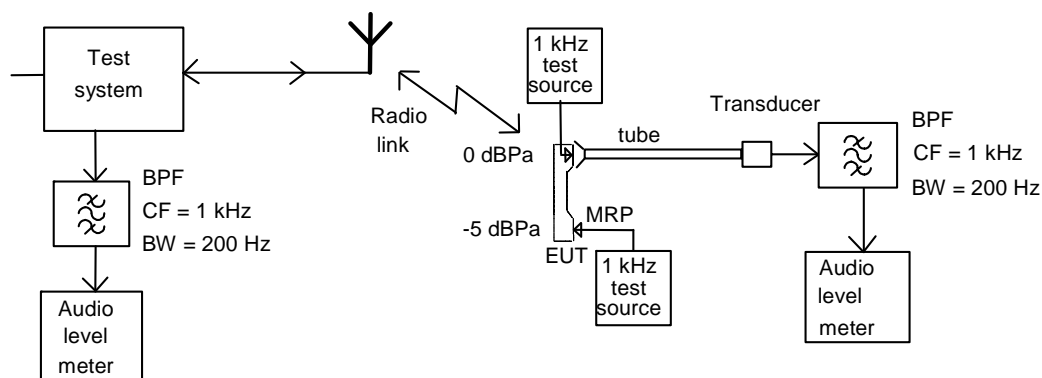 Test
system
BPF
CF = 1 kHz
BW = 200 Hz
Audio
level
meter
Radio
link
1 kHz
test
source
0 dBPa
tube
Transducer
BPF
CF = 1 kHz
BW = 200 Hz
-5 dBPa
MRP
EUT
1 kHz
test
source
Audio
level
meter